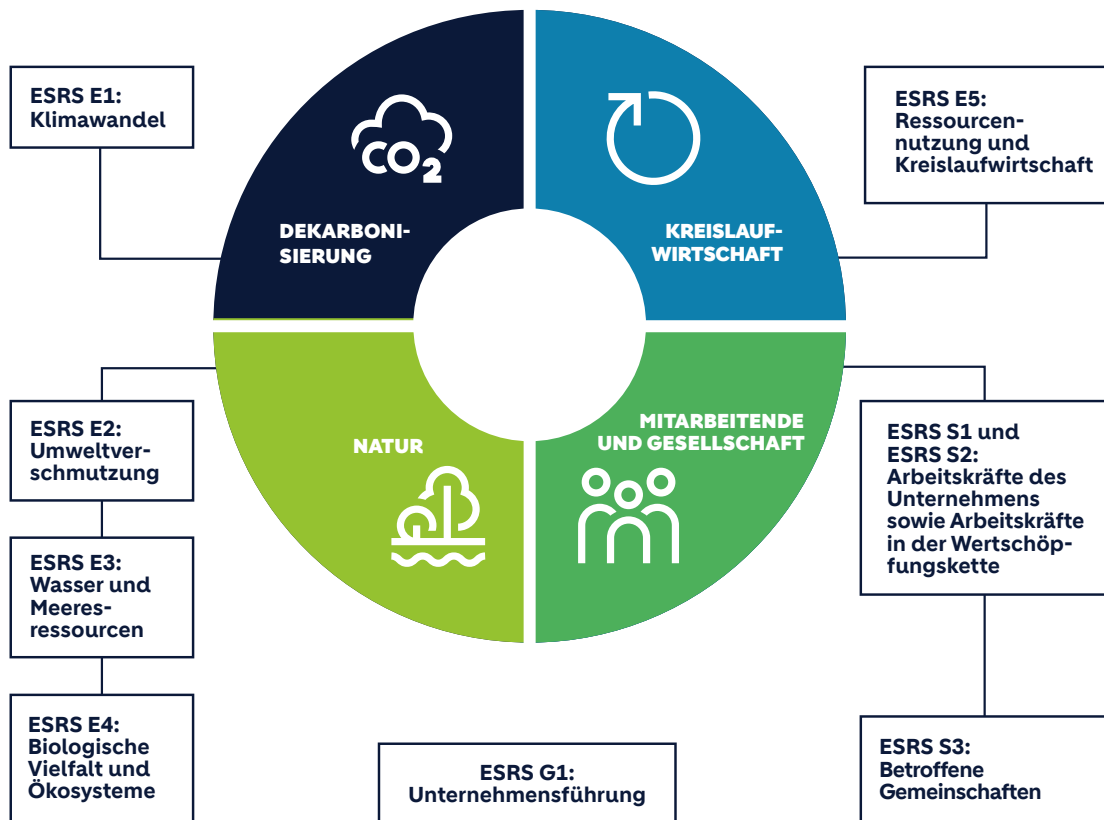 ESRS E1:
Klimawandel
CO2
DEKARBONI-
SIERUNG
KREISLAUF-
WIRTSCHAFT
ESRS E5:
Ressourcen-
nutzung und
Kreislaufwirtschaft
ESRS E2:
Umweltver-
schmutzung
ESRS E3:
Wasser und
Meeres-
ressourcen
ESRS E4:
Biologische
Vielfalt und
Ökosysteme
NATUR
MITARBEITENDE
UND GESELLSCHAFT
ESRS S1 und
ESRS S2:
Arbeitskräfte des
Unternehmens
sowie Arbeitskräfte
in der Wertschöp-
fungskette
ESRS S3:
Betroffene
Gemeinschaften
ESRS G1:
Unternehmensführung